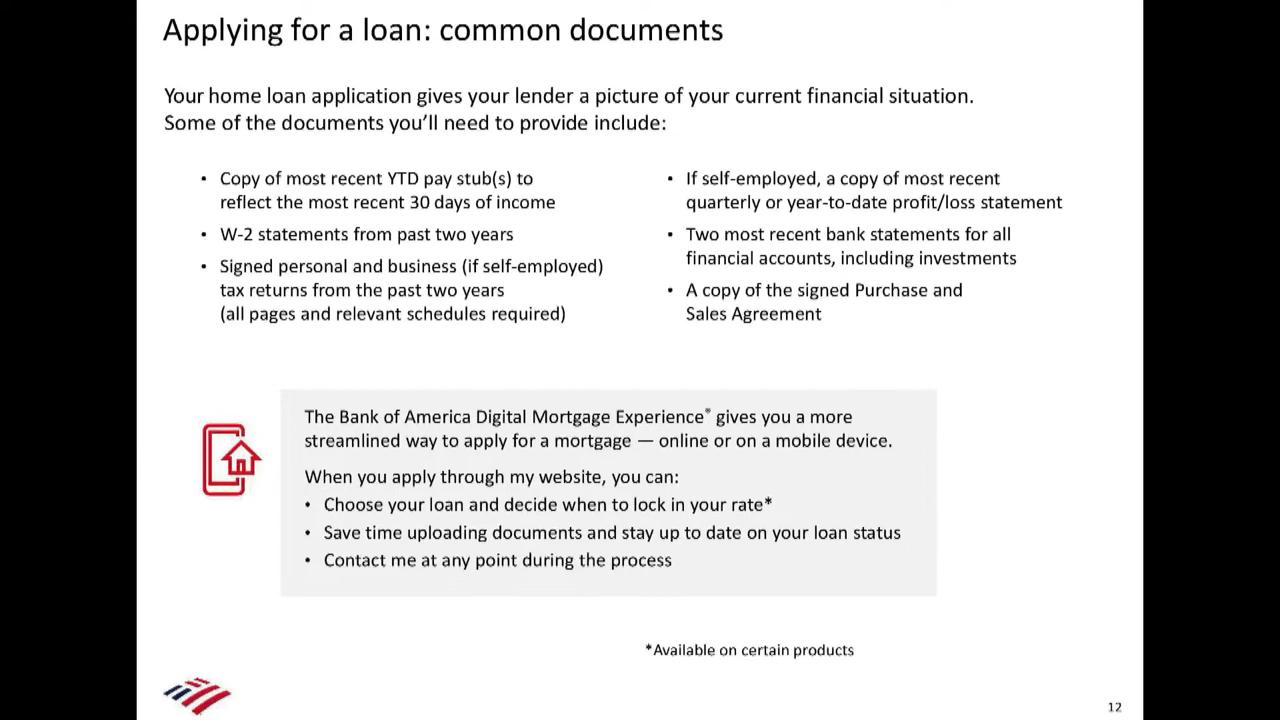 Applying for a loan: common documents
Your home loan application gives your lender a picture of your current financial situation.
Some of the documents you’ll need to provide include:
• Copy of most recent YTD pay stub(s) to
reflect the most recent 30 days of income
• W-2 statements from past two years
• Signed personal and business (if self-employed)
tax returns from the past two years
(all pages and relevant schedules required)
• If self-employed, a copy of most recent
quarterly or year-to-date profit/loss statement
• Two most recent bank statements for all
financial accounts, including investments
• A copy of the signed Purchase and
Sales Agreement
The Bank of America Digital Mortgage Experience* gives you a more
streamlined way to apply for a mortgage — online or on a mobile device.
When you apply through my website, you can:
• Choose your loan and decide when to lock in your rate*
• Save time uploading documents and stay up to date on your loan status
• Contact me at any point during the process
*Available on certain products
12